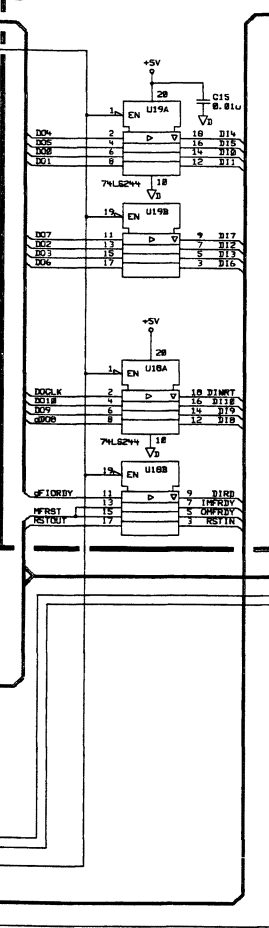 +5V
20
C15
0.01u
D
U19A
1 EN
DO4 2 18 DI4
DO5 4 16 DI5
DO0 6 14 DI0
DO1 8 12 DI1
74LS244
10
D
U19B
19 EN
DO7 11 9 DI7
DO2 13 7 DI2
DO3 15 5 DI3
DO6 17 3 DI6
+5V
20
U18A
1 EN
DOCLK 2 18 DINRT
DO10 4 16 DI10
DO9 6 14 DI9
dDO8 8 12 DI8
74LS244
10
D
U18B
19 EN
dFIORDY 11 9 DIRD
13 7 IMFRDY
MFRST 15 5 OMFRDY
RSTOUT 17 3 RSTIN